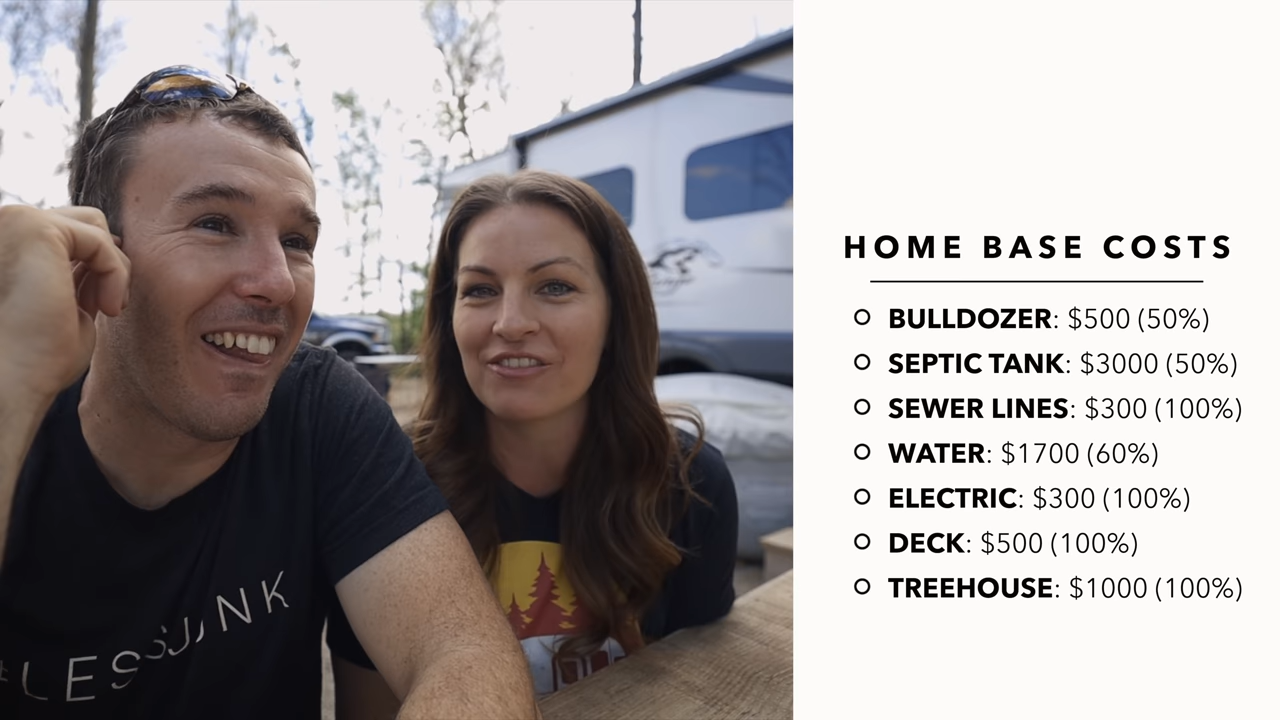 HOME BASE COSTS
BULLDOZER: $500 (50%)
SEPTIC TANK: $3000 (50%)
SEWER LINES: $300 (100%)
WATER: $1700 (60%)
ELECTRIC: $300 (100%)
DECK: $500 (100%)
TREEHOUSE: $1000 (100%)
LESSJUNK